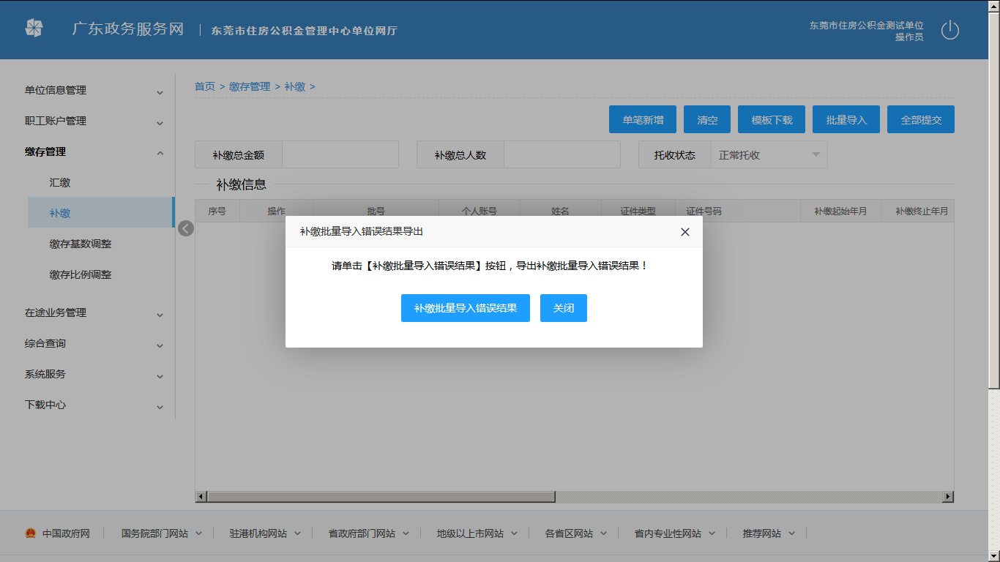 广东政务服务网 | 东莞市住房公积金管理中心单位网厅
东莞市住房公积金测试单位
操作员
单位信息管理
职工账户管理
缴存管理
汇缴
补缴
缴存基数调整
缴存比例调整
在途业务管理
综合查询
系统服务
下载中心
首页 > 缴存管理 > 补缴 >
单笔新增 清空 模板下载 批量导入 全部提交
补缴总金额 补缴总人数 托收状态 正常托收
补缴信息
序号 操作 批号 个人账号 姓名 证件类型 证件号码 补缴起始年月 补缴终止年月
补缴批量导入错误结果导出
请单击【补缴批量导入错误结果】按钮，导出补缴批量导入错误结果！
补缴批量导入错误结果 关闭
中国政府网 国务院部门网站 驻港机构网站 省政府部门网站 地级以上市网站 各省区网站 省内专业性网站 推荐网站